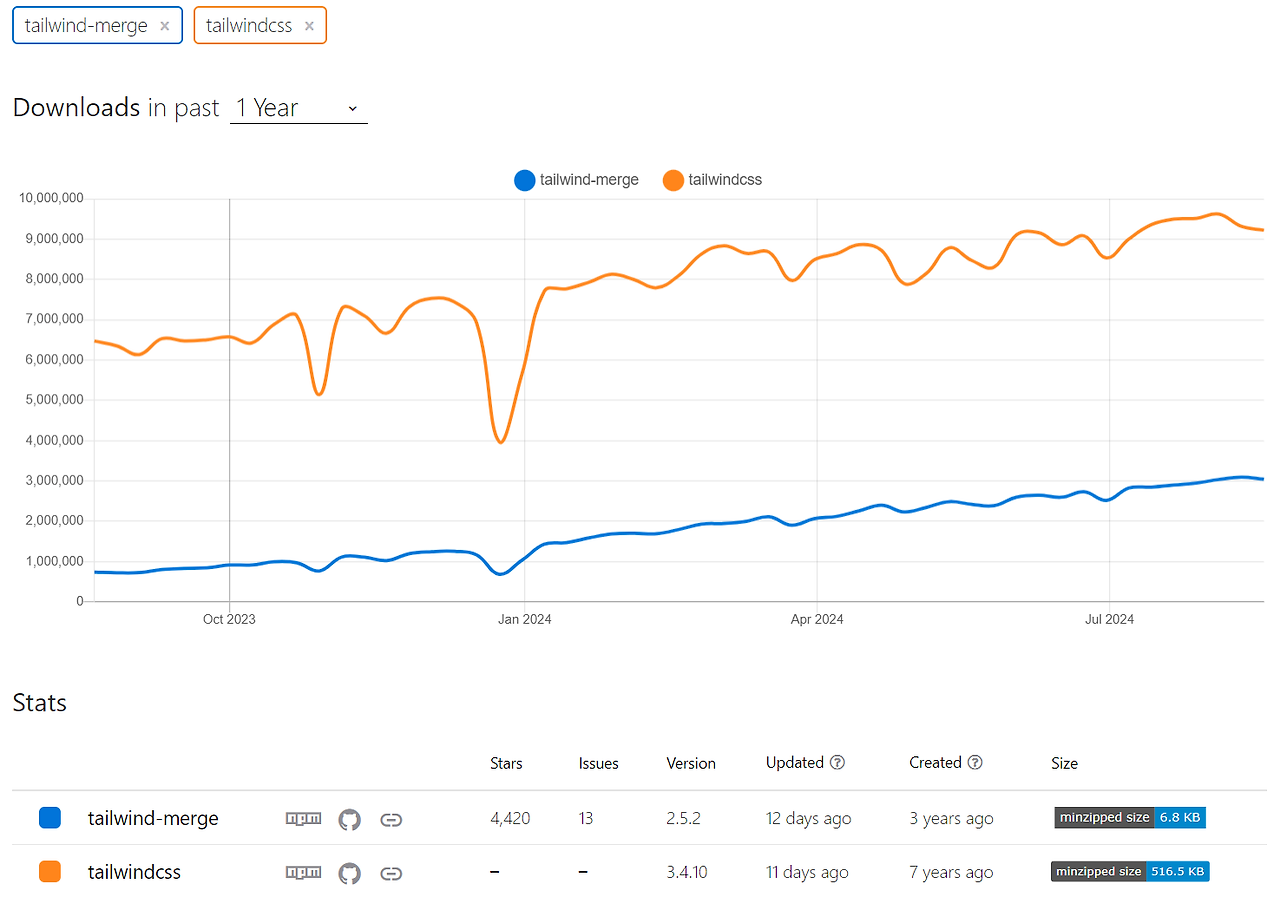 tailwind-merge × tailwindcss ×
Downloads in past 1 Year
tailwind-merge tailwindcss
10,000,000
9,000,000
8,000,000
7,000,000
6,000,000
5,000,000
4,000,000
3,000,000
2,000,000
1,000,000
0
Oct 2023 Jan 2024 Apr 2024 Jul 2024
Stats
Stars Issues Version Updated ? Created ? Size
tailwind-merge npm 4,420 13 2.5.2 12 days ago 3 years ago minzipped size 6.8 KB
tailwindcss npm – – 3.4.10 11 days ago 7 years ago minzipped size 516.5 KB